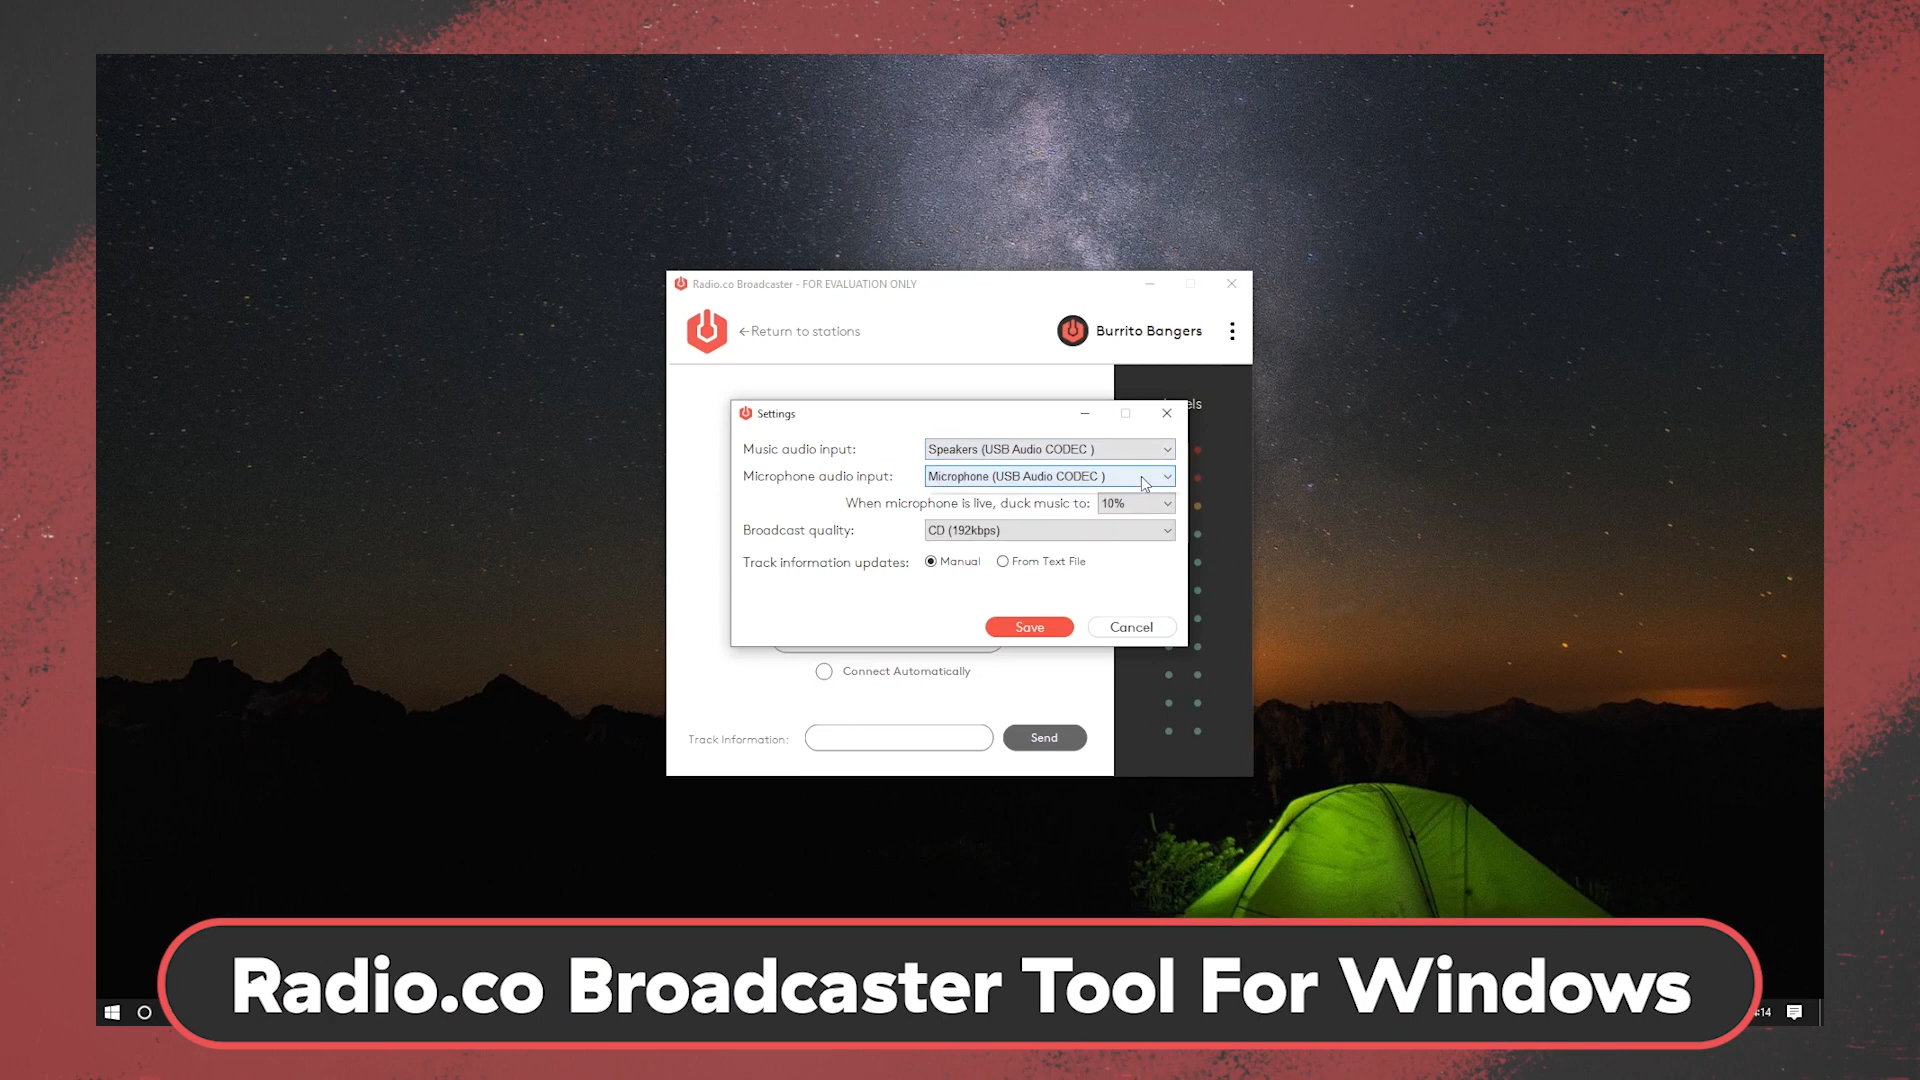 Radio.co Broadcaster - FOR EVALUATION ONLY
←Return to stations
Burrito Bangers
Settings
Music audio input: Speakers (USB Audio CODEC )
Microphone audio input: Microphone (USB Audio CODEC )
When microphone is live, duck music to: 10%
Broadcast quality: CD (192kbps)
Track information updates: Manual From Text File
Save Cancel
Connect Automatically
Track Information: Send
Radio.co Broadcaster Tool For Windows